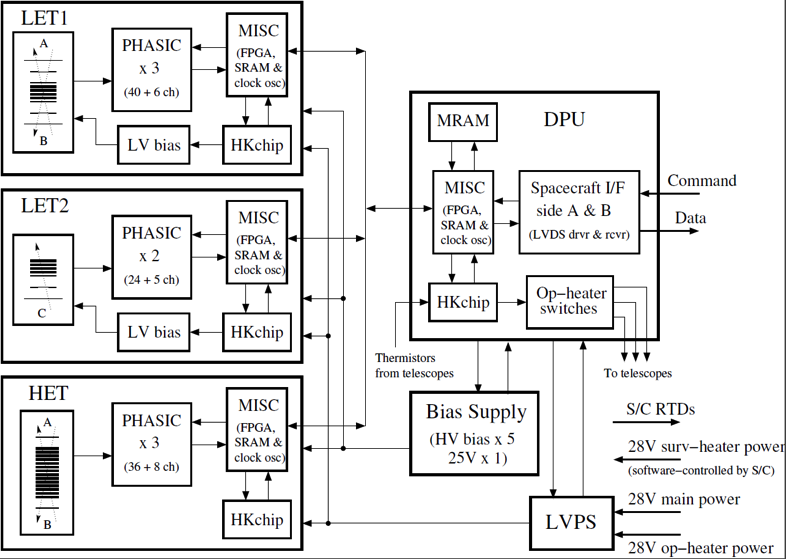 LET1
A
B
PHASIC
x 3
(40 + 6 ch)
MISC
(FPGA,
SRAM &
clock osc)
LV bias
HKchip
LET2
C
PHASIC
x 2
(24 + 5 ch)
MISC
(FPGA,
SRAM &
clock osc)
LV bias
HKchip
HET
A
B
PHASIC
x 3
(36 + 8 ch)
MISC
(FPGA,
SRAM &
clock osc)
HKchip
DPU
MRAM
MISC
(FPGA,
SRAM &
clock osc)
Spacecraft I/F
side A & B
(LVDS drvr & rcvr)
Command
Data
HKchip
Op-heater
switches
Thermistors
from telescopes
To telescopes
Bias Supply
(HV bias x 5
25V x 1)
LVPS
S/C RTDs
28V surv-heater power
(software-controlled by S/C)
28V main power
28V op-heater power